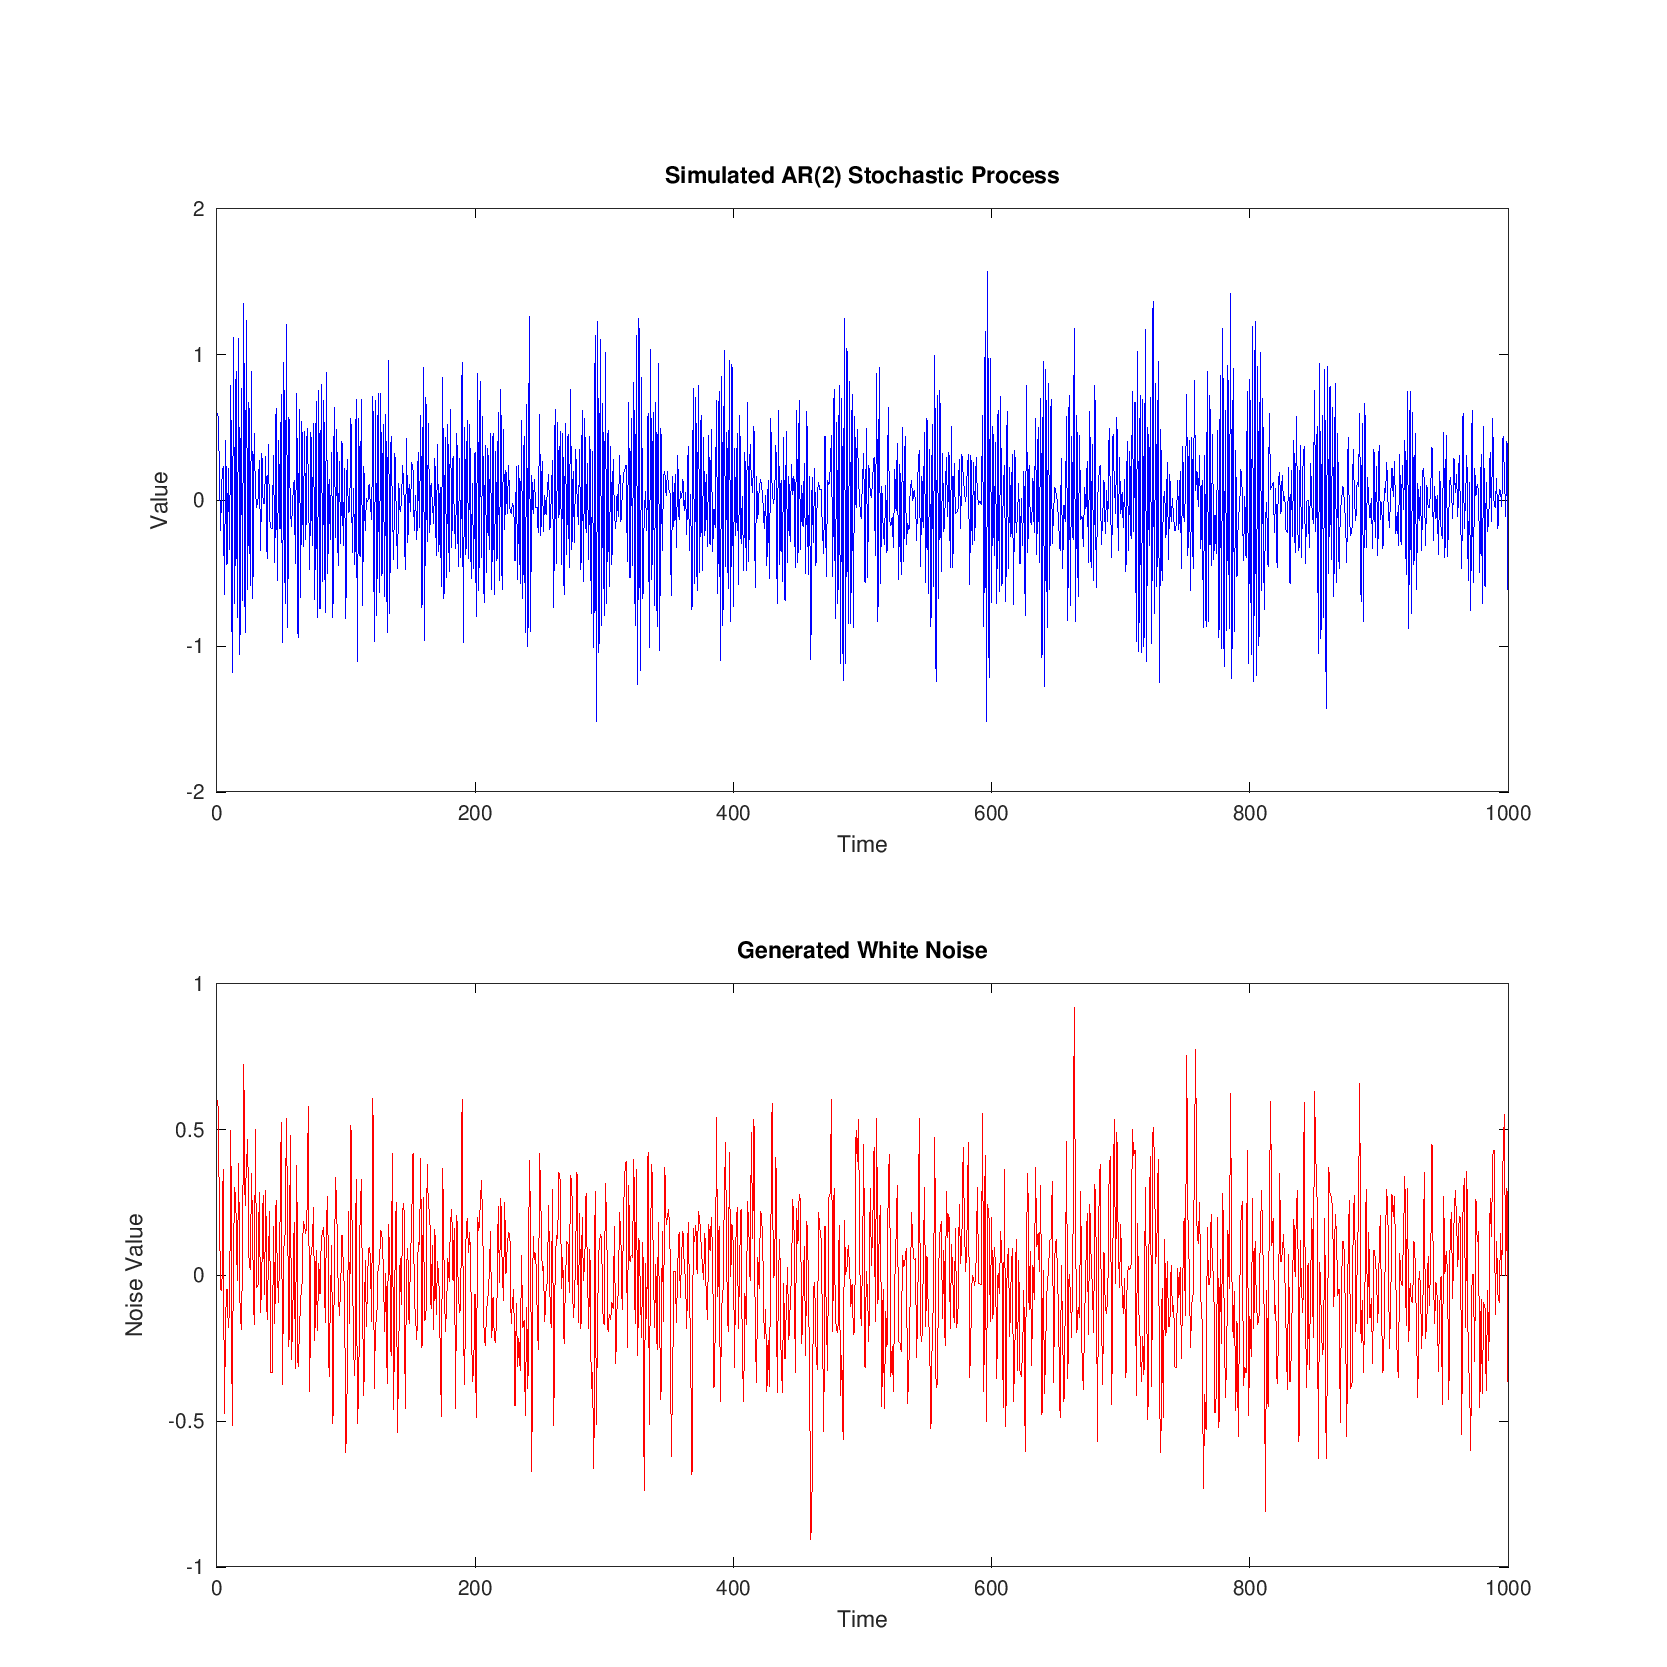 Simulated AR(2) Stochastic Process
2
1
0
-1
-2
Value
0 200 400 600 800 1000
Time
Generated White Noise
1
0.5
0
-0.5
-1
Noise Value
0 200 400 600 800 1000
Time